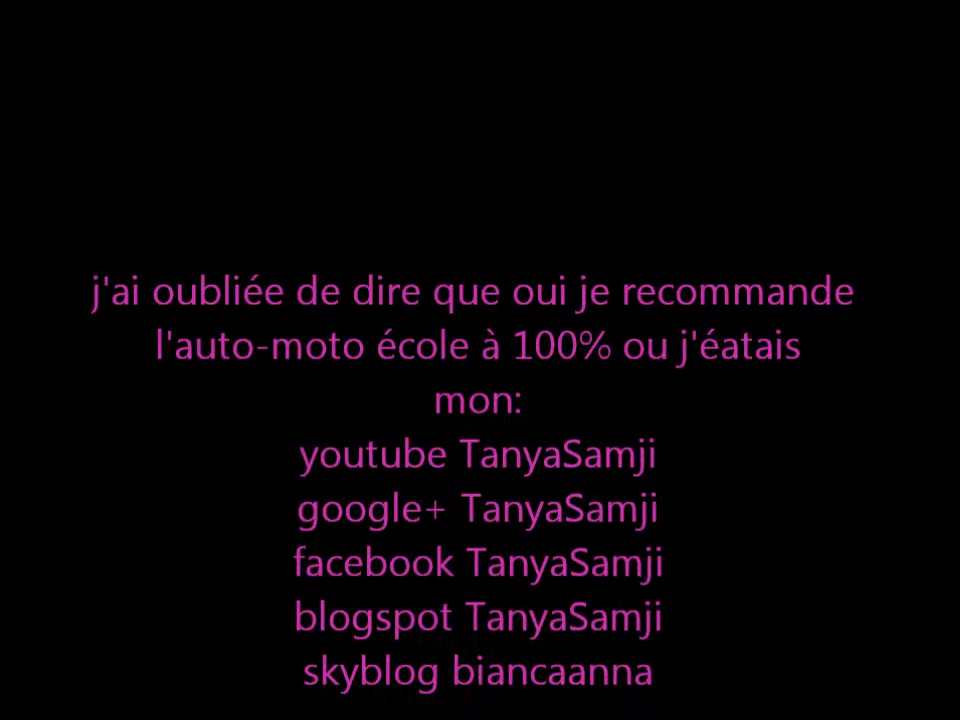 j'ai oubliée de dire que oui je recommande
l'auto-moto école à 100% ou j'éatais
mon:
youtube TanyaSamji
google+ TanyaSamji
facebook TanyaSamji
blogspot TanyaSamji
skyblog biancaanna